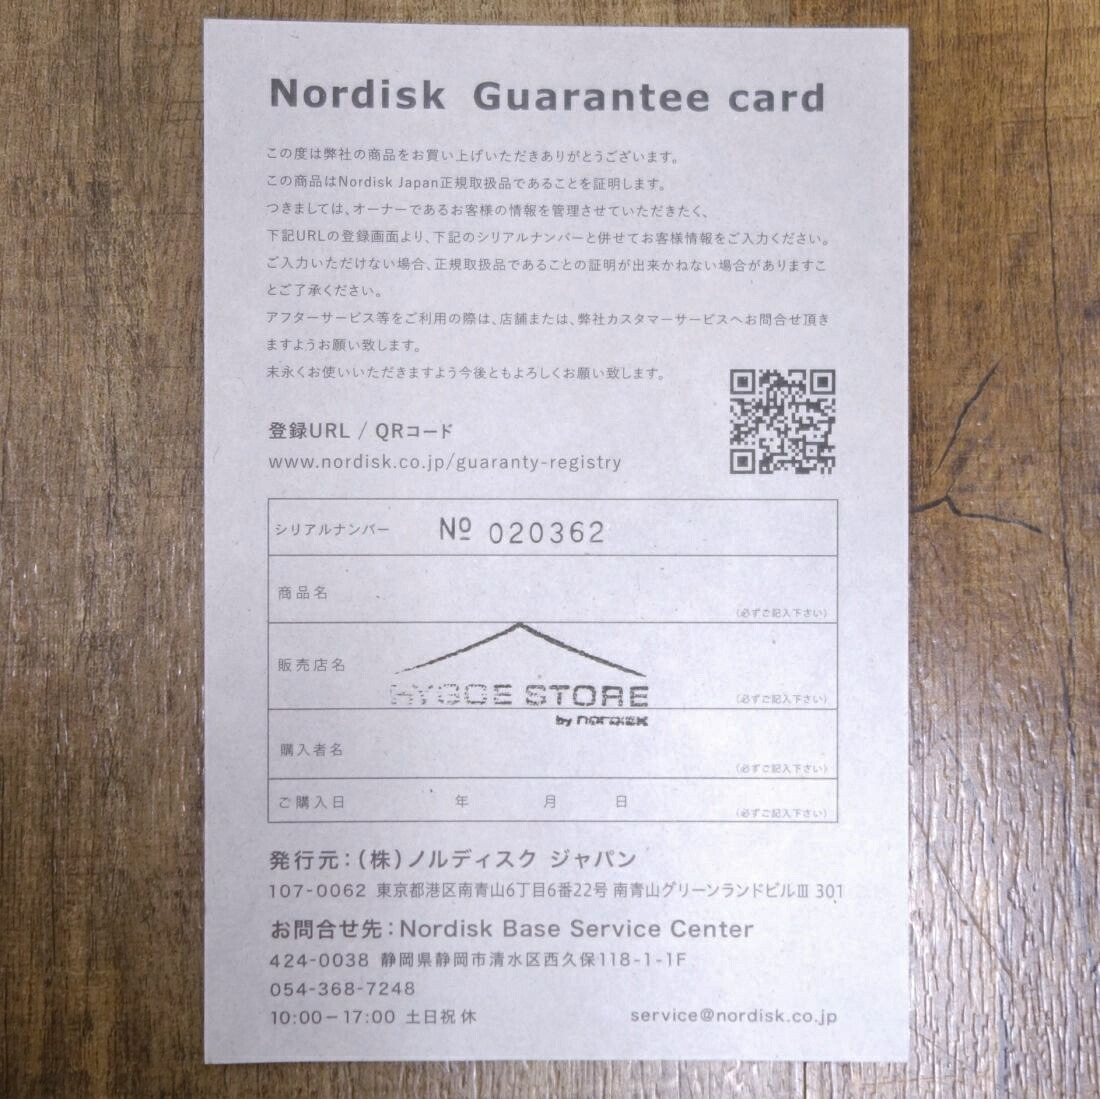 Nordisk Guarantee card
この度は弊社の商品をお買い上げいただきありがとうございます。
この商品はNordisk Japan正規取扱品であることを証明します。
つきましては、オーナーであるお客様の情報を管理させていただきたく、
下記URLの登録画面より、下記のシリアルナンバーと併せてお客様情報をご入力ください。
ご入力いただけない場合、正規取扱品であることの証明が出来かねない場合がありますこ
とご了承ください。
アフターサービス等をご利用の際は、店舗または、弊社カスタマーサービスへお問合せ頂き
ますようお願い致します。
末永くお使いいただきますよう今後ともよろしくお願い致します。
登録URL / QRコード
www.nordisk.co.jp/guaranty-registry
シリアルナンバー № 020362
商品名
(必ずご記入下さい)
販売店名
HYGGE STORE
(必ずご記入下さい)
by nordisk
購入者名
(必ずご記入下さい)
ご購入日 年 月 日
(必ずご記入下さい)
発行元：(株)ノルディスク ジャパン
107-0062 東京都港区南青山6丁目6番22号 南青山グリーンランドビルⅢ 301
お問合せ先：Nordisk Base Service Center
424-0038 静岡県静岡市清水区西久保118-1-1F
054-368-7248
10:00－17:00 土日祝 休
service@nordisk.co.jp